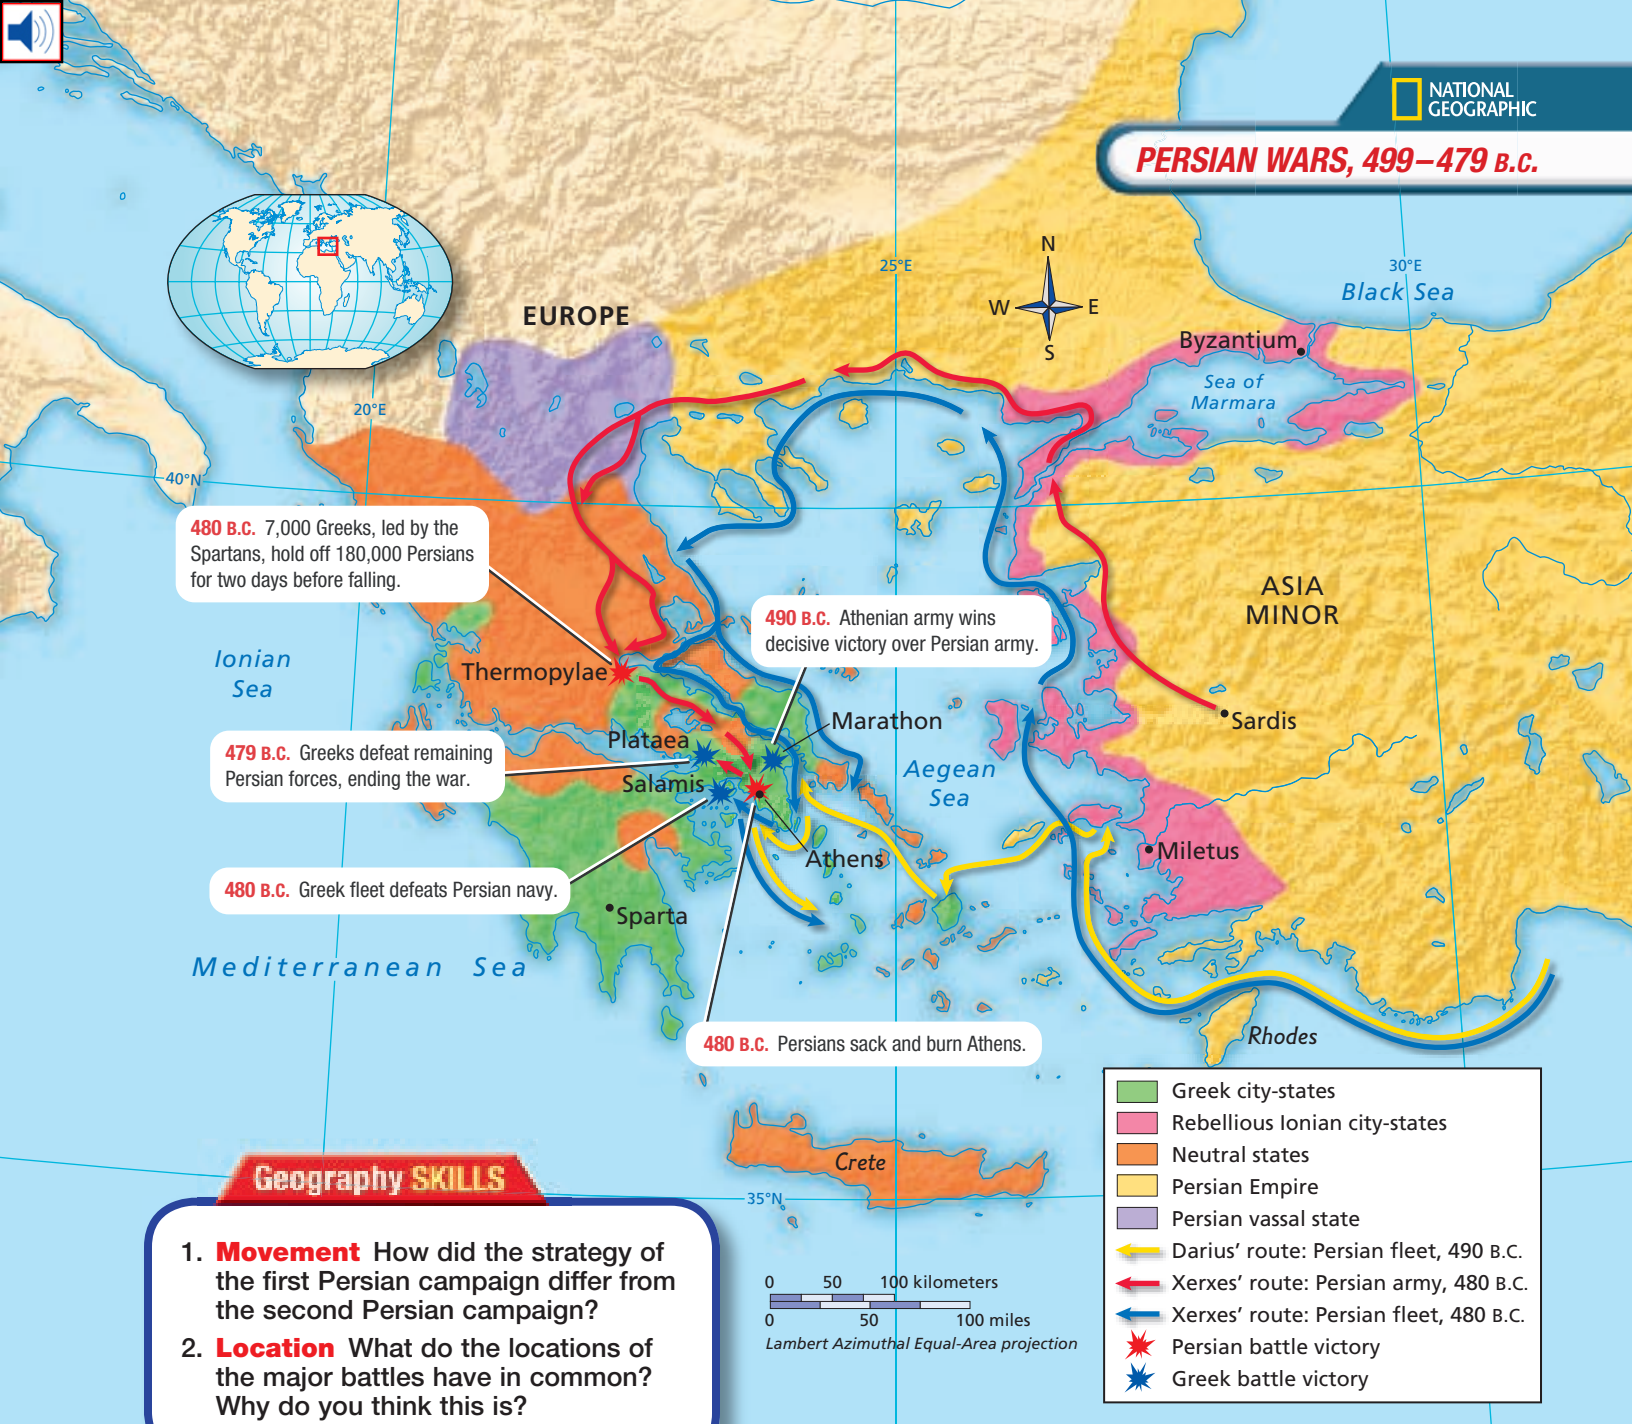 NATIONAL
GEOGRAPHIC
PERSIAN WARS, 499–479 B.C.
N
W E
S
25°E
30°E
Black Sea
EUROPE
Byzantium
Sea of
Marmara
20°E
40°N
480 B.C. 7,000 Greeks, led by the
Spartans, hold off 180,000 Persians
for two days before falling.
ASIA
MINOR
490 B.C. Athenian army wins
decisive victory over Persian army.
Ionian
Sea
Thermopylae
Marathon
Sardis
Plataea
479 B.C. Greeks defeat remaining
Persian forces, ending the war.
Salamis
Aegean
Sea
Athens
Miletus
480 B.C. Greek fleet defeats Persian navy.
Sparta
Mediterranean Sea
480 B.C. Persians sack and burn Athens.
Rhodes
Crete
35°N
Greek city-states
Rebellious Ionian city-states
Neutral states
Persian Empire
Persian vassal state
Darius' route: Persian fleet, 490 B.C.
Xerxes' route: Persian army, 480 B.C.
Xerxes' route: Persian fleet, 480 B.C.
Persian battle victory
Greek battle victory
0 50 100 kilometers
0 50 100 miles
Lambert Azimuthal Equal-Area projection
Geography SKILLS
1. Movement How did the strategy of
the first Persian campaign differ from
the second Persian campaign?
2. Location What do the locations of
the major battles have in common?
Why do you think this is?